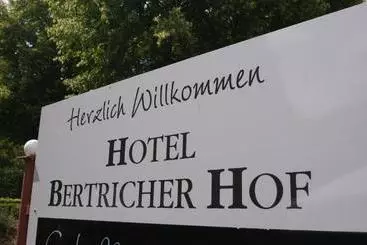 Herzlich Willkommen
HOTEL
BERTRICHER HOF